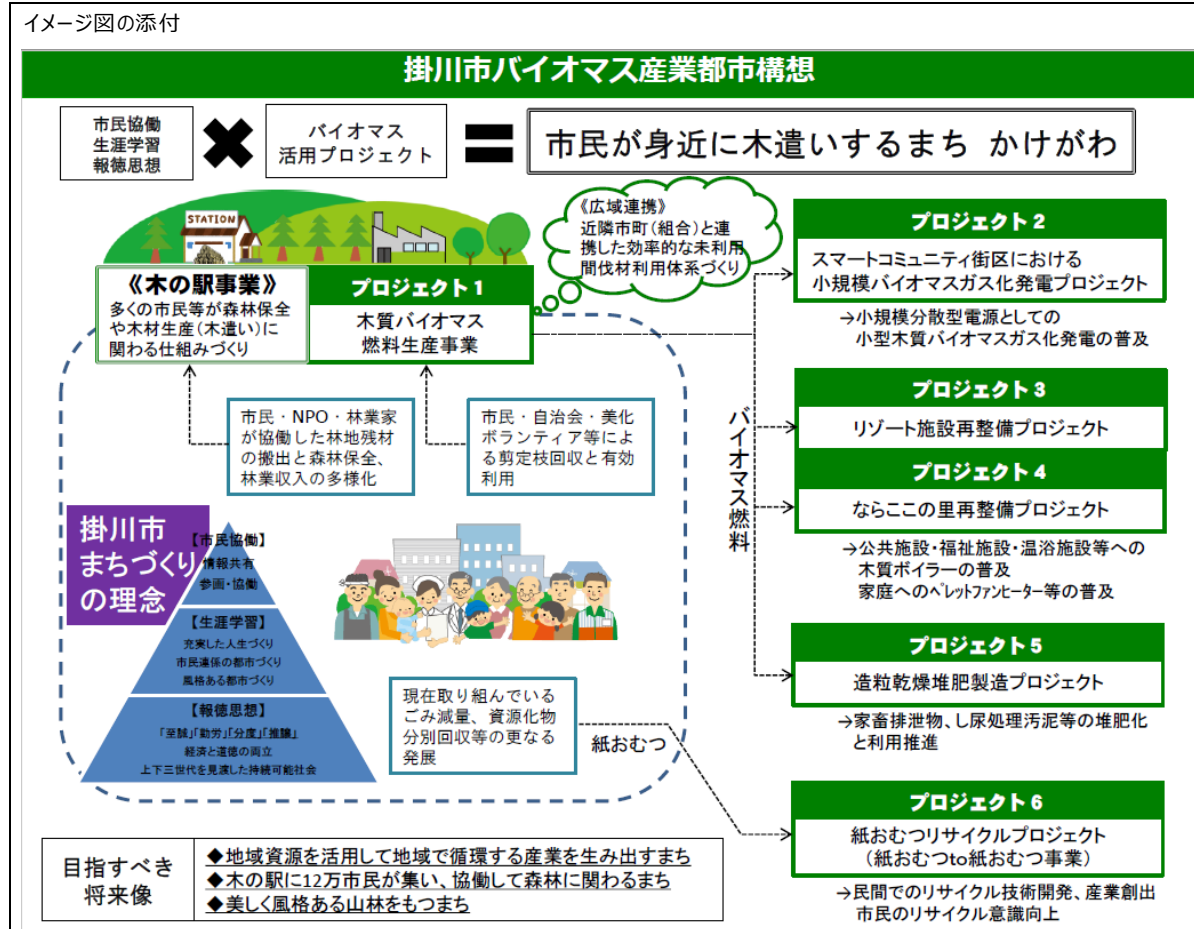 イメージ図の添付
掛川市バイオマス産業都市構想
市民協働
生涯学習
報徳思想
バイオマス
活用プロジェクト
市民が身近に木遣いするまち かけがわ
STATION
《木の駅事業》
多くの市民等が森林保全
や木材生産(木遣い)に
関わる仕組みづくり
プロジェクト1
木質バイオマス
燃料生産事業
《広域連携》
近隣市町(組合)と連
携した効率的な未利用
間伐材利用体系づくり
市民・NPO・林業家
が協働した林地残材
の搬出と森林保全、
林業収入の多様化
市民・自治会・美化
ボランティア等によ
る剪定枝回収と有効
利用
掛川市
まちづくり
の理念
【市民協働】
情報共有
参画・協働
【生涯学習】
充実した人生づくり
市民連係の都市づくり
風格ある都市づくり
【報徳思想】
「至誠」「勤労」「分度」「推譲」
経済と道徳の両立
上下三世代を見渡した持続可能社会
現在取り組んでいる
ごみ減量、資源化物
分別回収等の更なる
発展
紙おむつ
バイオマス燃料
プロジェクト2
スマートコミュニティ街区における
小規模バイオマスガス化発電プロジェクト
→小規模分散型電源としての
小型木質バイオマスガス化発電の普及
プロジェクト3
リゾート施設再整備プロジェクト
プロジェクト4
ならここの里再整備プロジェクト
→公共施設・福祉施設・温浴施設等への
木質ボイラーの普及
家庭へのペレットファンヒーター等の普及
プロジェクト5
造粒乾燥堆肥製造プロジェクト
→家畜排泄物、し尿処理汚泥等の堆肥化
と利用推進
プロジェクト6
紙おむつリサイクルプロジェクト
(紙おむつto紙おむつ事業)
→民間でのリサイクル技術開発、産業創出
市民のリサイクル意識向上
目指すべき
将来像
◆地域資源を活用して地域で循環する産業を生み出すまち
◆木の駅に12万市民が集い、協働して森林に関わるまち
◆美しく風格ある山林をもつまち